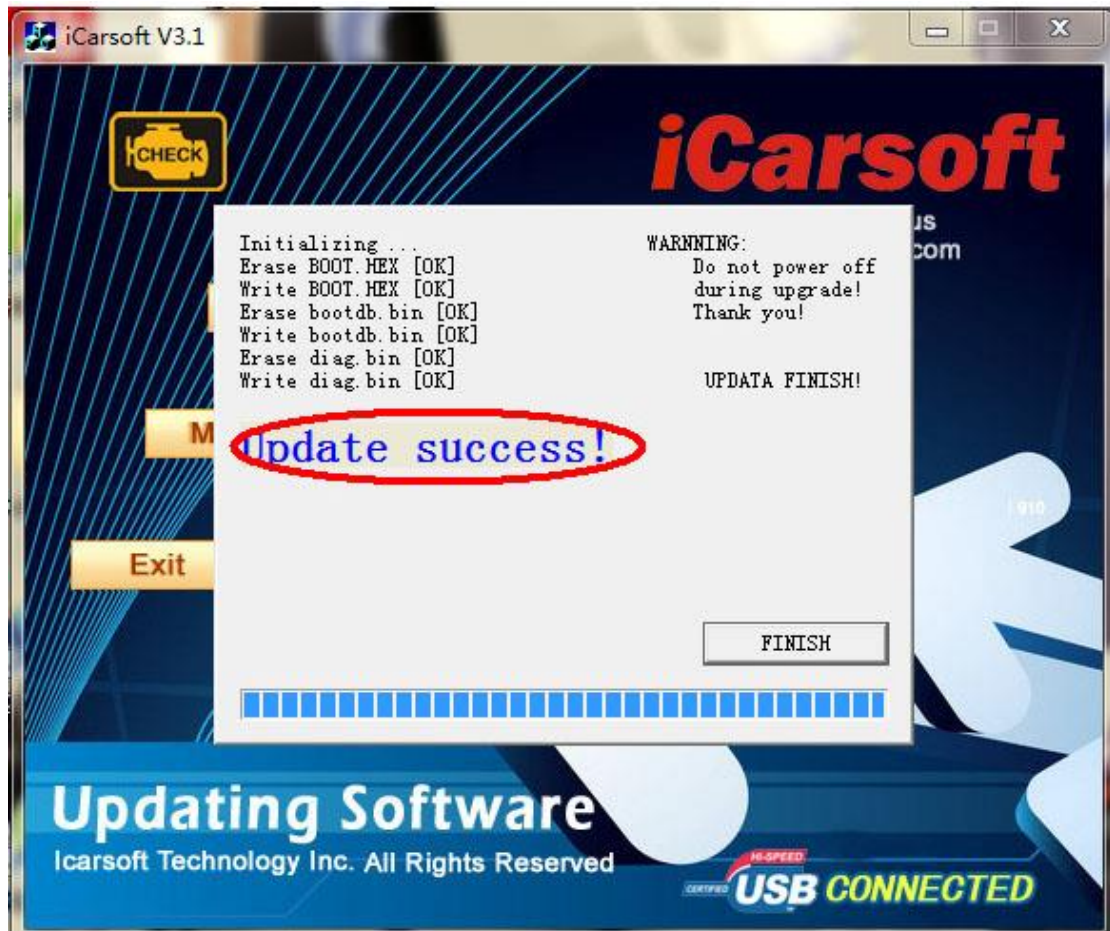 iCarsoft V3.1
CHECK
iCarsoft
us
com
Initializing ...
Erase BOOT.HEX [OK]
Write BOOT.HEX [OK]
Erase bootdb.bin [OK]
Write bootdb.bin [OK]
Erase diag.bin [OK]
Write diag.bin [OK]
WARNNING:
Do not power off
during upgrade!
Thank you!
UPDATA FINISH!
M
Update success!
i 910
Exit
FINISH
Updating Software
Icarsoft Technology Inc. All Rights Reserved
HI-SPEED
CERTIFIED USB CONNECTED